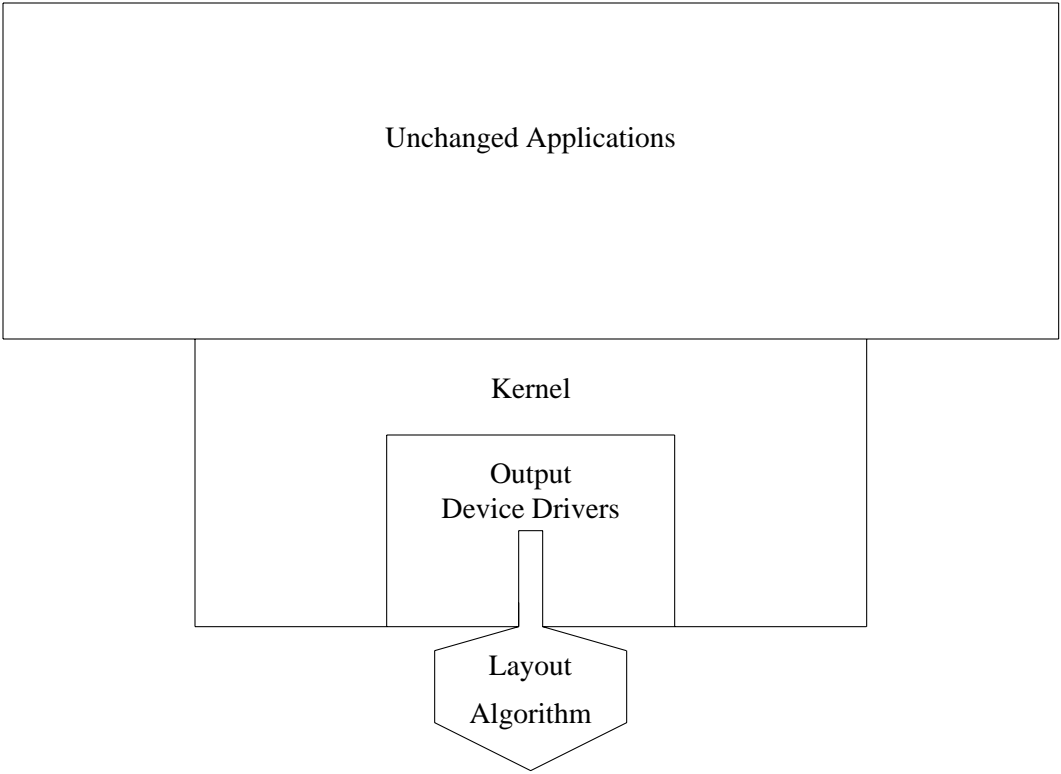 Unchanged Applications
Kernel
Output
Device Drivers
Layout
Algorithm